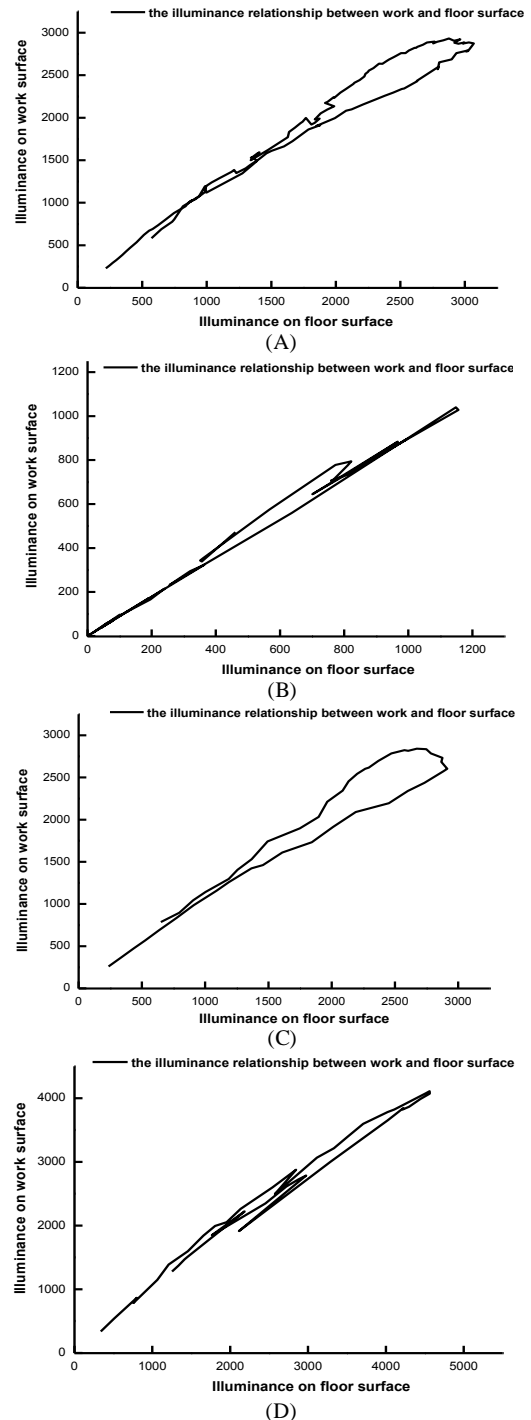 the illuminance relationship between work and floor surface
Illuminance on work surface
3000
2500
2000
1500
1000
500
0
0 500 1000 1500 2000 2500 3000
Illuminance on floor surface
(A)
the illuminance relationship between work and floor surface
Illuminance on work surface
1200
1000
800
600
400
200
0
0 200 400 600 800 1000 1200
Illuminance on floor surface
(B)
the illuminance relationship between work and floor surface
Illuminance on work surface
3000
2500
2000
1500
1000
500
0
0 500 1000 1500 2000 2500 3000
Illuminance on floor surface
(C)
the illuminance relationship between work and floor surface
Illuminance on work surface
4000
3000
2000
1000
0
0 1000 2000 3000 4000 5000
Illuminance on floor surface
(D)